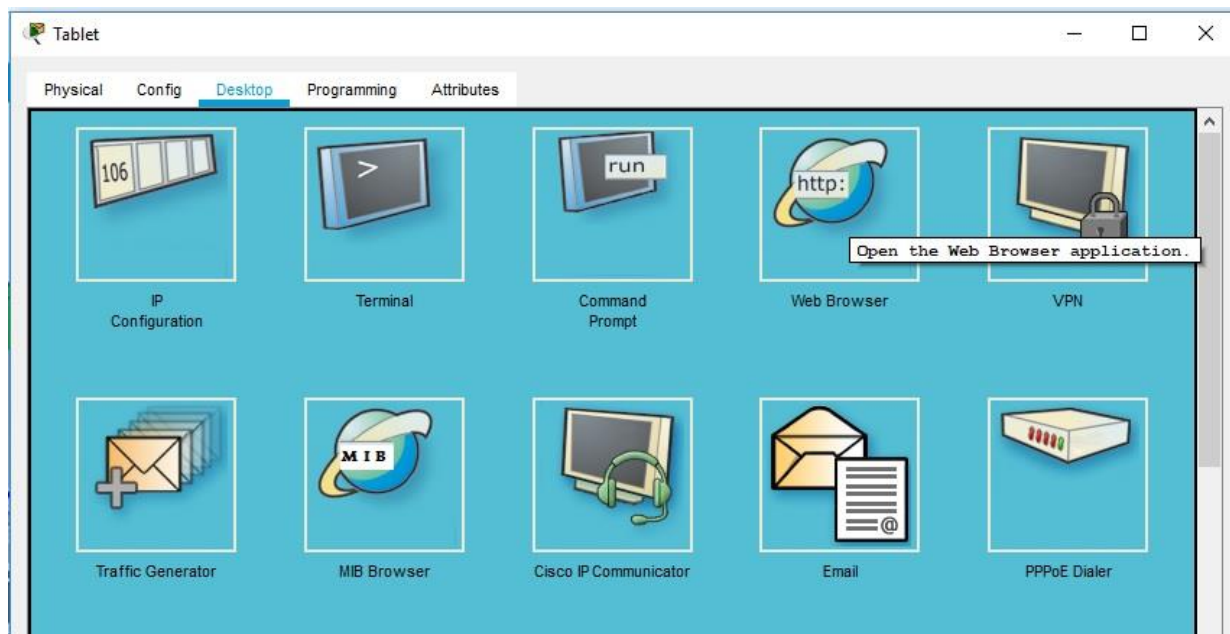 Tablet
Physical Config Desktop Programming Attributes
106
>
run
http:
Open the Web Browser application.
IP
Configuration
Terminal
Command
Prompt
Web Browser
VPN
MIB
@
Traffic Generator
MIB Browser
Cisco IP Communicator
Email
PPPoE Dialer